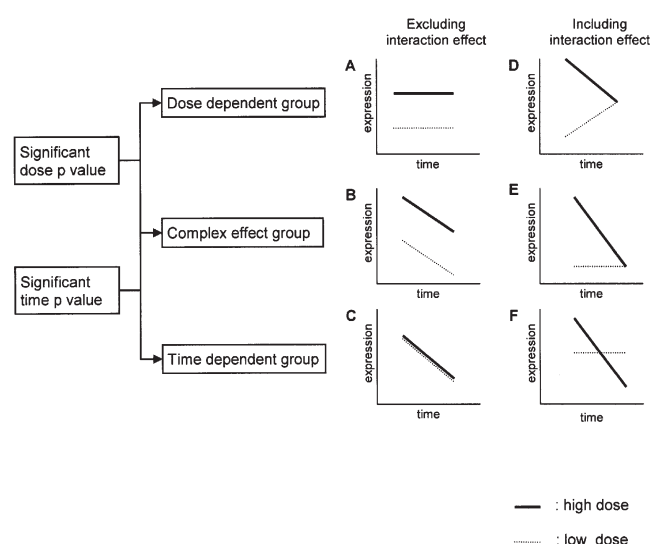 Excluding
interaction effect
Including
interaction effect
Significant
dose p value
Significant
time p value
Dose dependent group
Complex effect group
Time dependent group
A
expression
time
D
expression
time
B
expression
time
E
expression
time
C
expression
time
F
expression
time
: high dose
: low dose